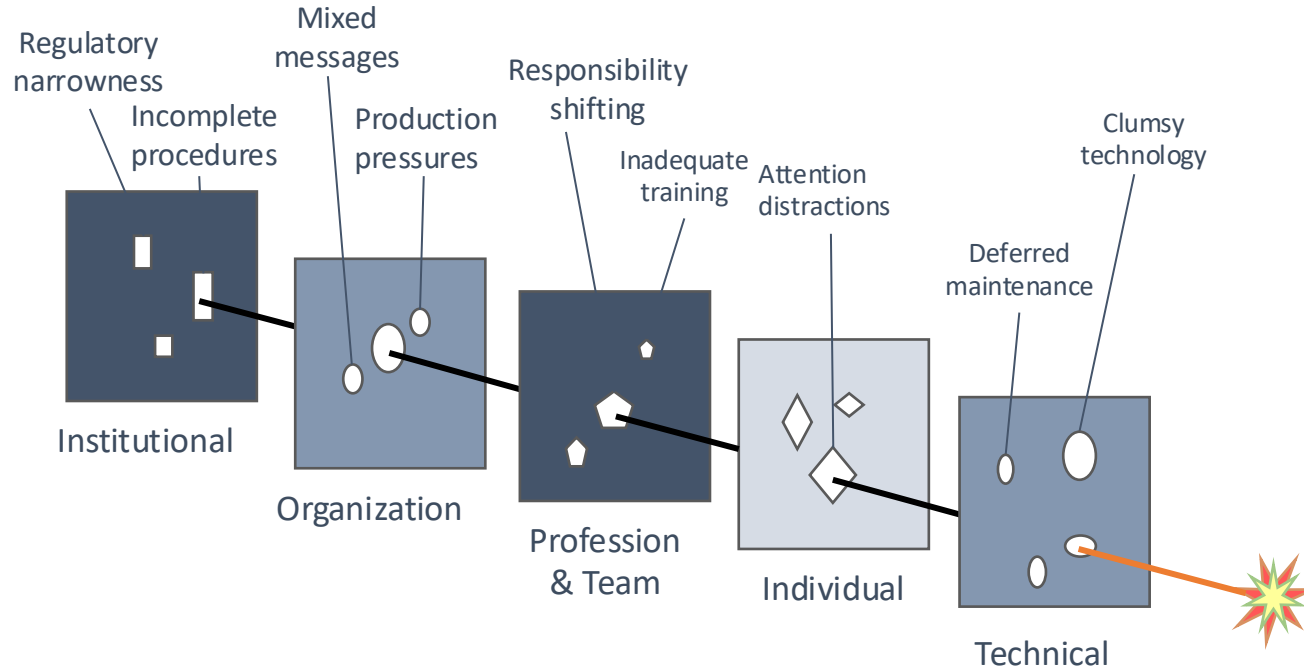 Regulatory
narrowness
Incomplete
procedures
Mixed
messages
Production
pressures
Responsibility
shifting
Inadequate
training
Attention
distractions
Deferred
maintenance
Clumsy
technology
Institutional
Organization
Profession
& Team
Individual
Technical